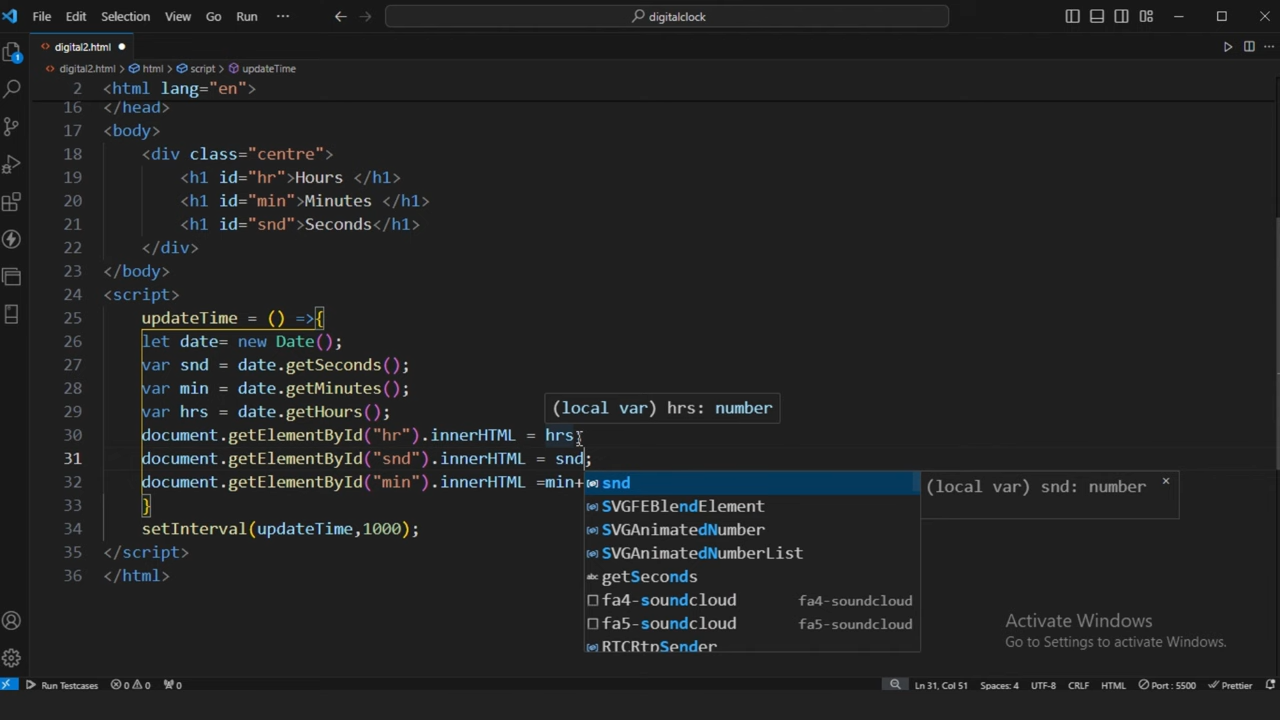 File Edit Selection View Go Run ··· digitalclock
digital2.html
digital2.html > html > script > updateTime
2 <html lang="en">
16 </head>
17 <body>
18 <div class="centre">
19 <h1 id="hr">Hours </h1>
20 <h1 id="min">Minutes </h1>
21 <h1 id="snd">Seconds</h1>
22 </div>
23 </body>
24 <script>
25 updateTime = () =>{
26 let date= new Date();
27 var snd = date.getSeconds();
28 var min = date.getMinutes();
29 var hrs = date.getHours();
(local var) hrs: number
30 document.getElementById("hr").innerHTML = hrs
31 document.getElementById("snd").innerHTML = snd;
32 document.getElementById("min").innerHTML =min+
33 }
34 setInterval(updateTime,1000);
35 </script>
36 </html>
snd
(local var) snd: number
SVGFEBlendElement
SVGAnimatedNumber
SVGAnimatedNumberList
abc getSeconds
fa4-soundcloud fa4-soundcloud
fa5-soundcloud fa5-soundcloud
RTCRtpSender
Activate Windows
Go to Settings to activate Windows.
1
Run Testcases 0 0 0 Ln 31, Col 51 Spaces: 4 UTF-8 CRLF HTML Port : 5500 Prettier